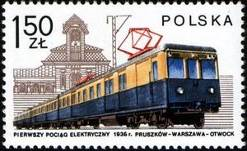 1.50 POLSKA
ZŁ
PIERWSZY POCIĄG ELEKTRYCZNY 1936 r. PRUSZKÓW-WARSZAWA-OTWOCK